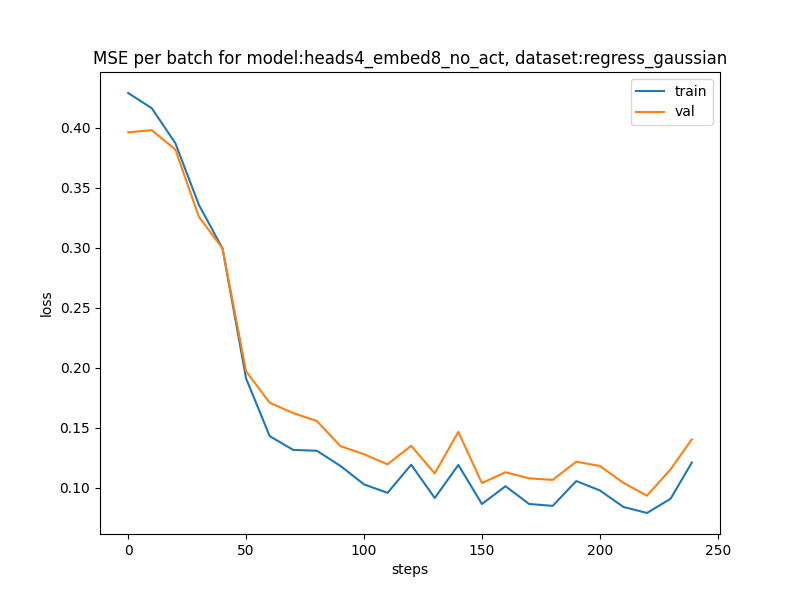 MSE per batch for model:heads4_embed8_no_act, dataset:regress_gaussian
train
val
0.40
0.35
0.30
0.25
0.20
0.15
0.10
loss
0
50
100
150
200
250
steps